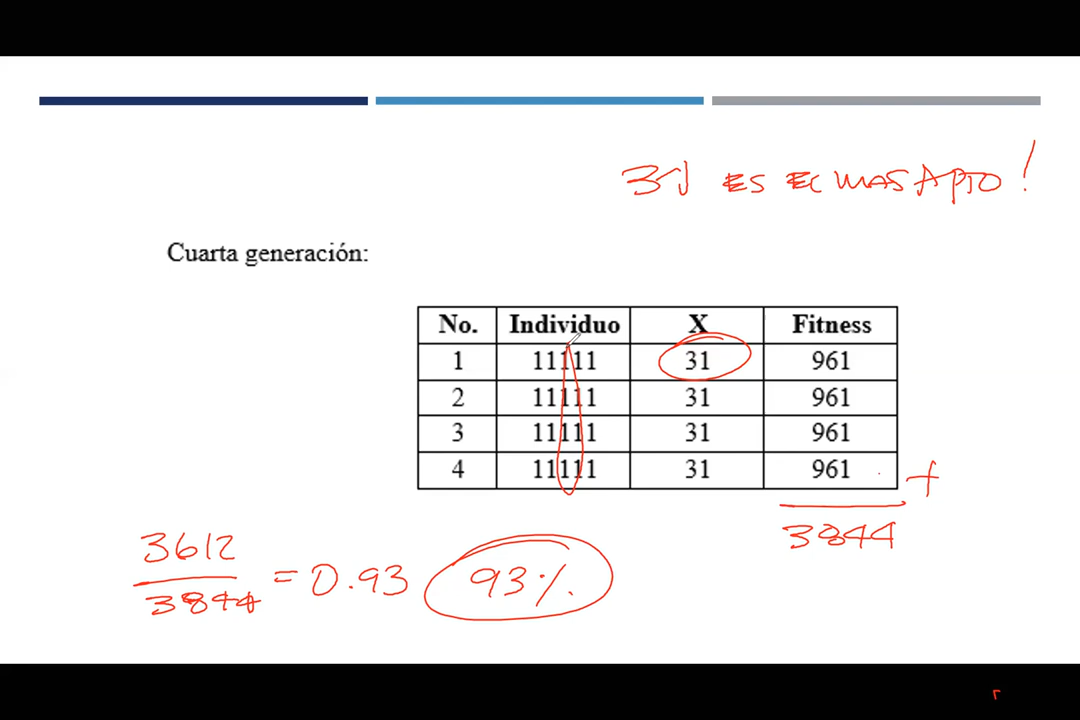 31 ES EL MAS APTO!
Cuarta generación:
No. Individuo X Fitness
1 11111 31 961
2 11111 31 961
3 11111 31 961
4 11111 31 961
+
3844
3612
3844
= 0.93 93%